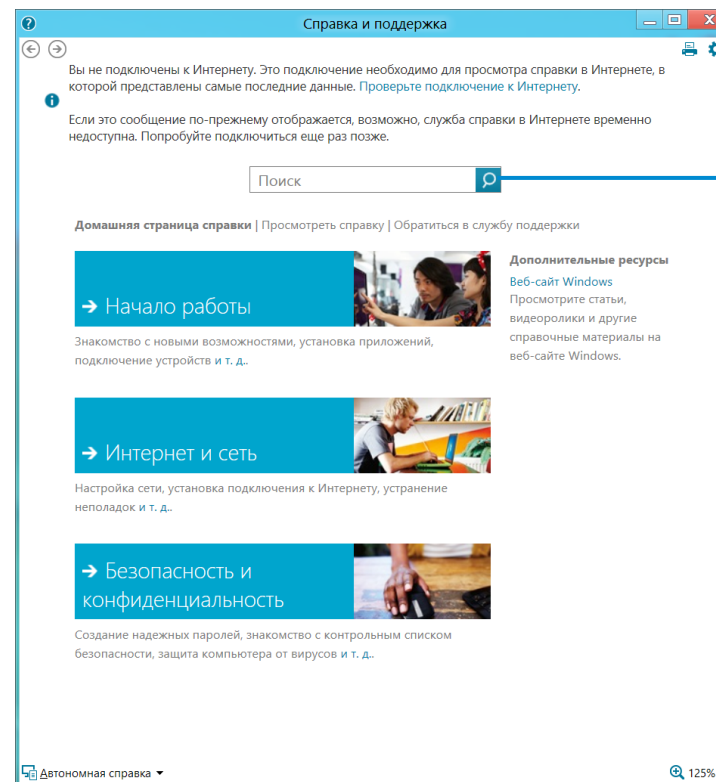 Справка и поддержка
Вы не подключены к Интернету. Это подключение необходимо для просмотра справки в Интернете, в
которой представлены самые последние данные. Проверьте подключение к Интернету.
Если это сообщение по-прежнему отображается, возможно, служба справки в Интернете временно
недоступна. Попробуйте подключиться еще раз позже.
Поиск
Домашняя страница справки | Просмотреть справку | Обратиться в службу поддержки
Начало работы
Знакомство с новыми возможностями, установка приложений,
подключение устройств и т. д..
Дополнительные ресурсы
Веб-сайт Windows
Просмотрите статьи,
видеоролики и другие
справочные материалы на
веб-сайте Windows.
Интернет и сеть
Настройка сети, установка подключения к Интернету, устранение
неполадок и т. д..
Безопасность и
конфиденциальность
Создание надежных паролей, знакомство с контрольным списком
безопасности, защита компьютера от вирусов и т. д..
Автономная справка
125%